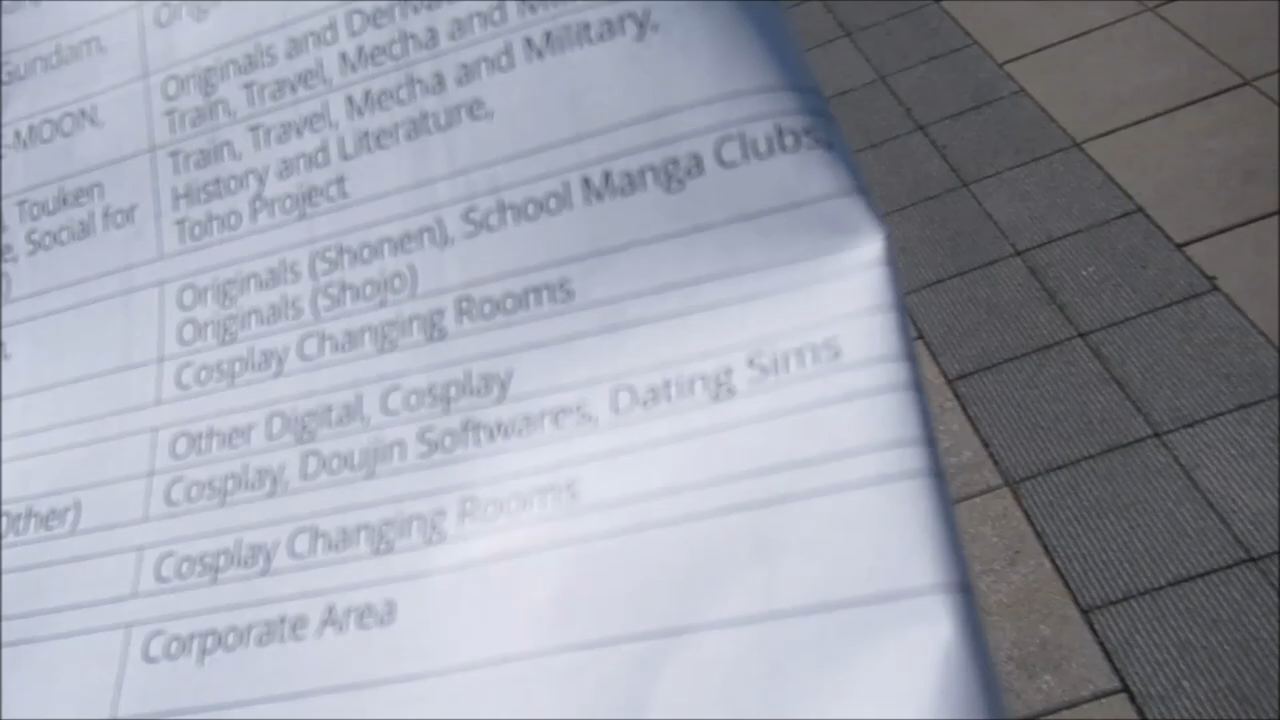 Gundam,
-MOON,
Touken
e, Social for
)
Other)
Originals and
Train, Travel, Mecha and
Train, Travel, Mecha and Military,
History and Literature,
Toho Project
Originals (Shonen), School Manga Clubs,
Originals (Shojo)
Cosplay Changing Rooms
Other Digital, Cosplay
Cosplay, Doujin Softwares, Dating Sims
Cosplay Changing Rooms
Corporate Area